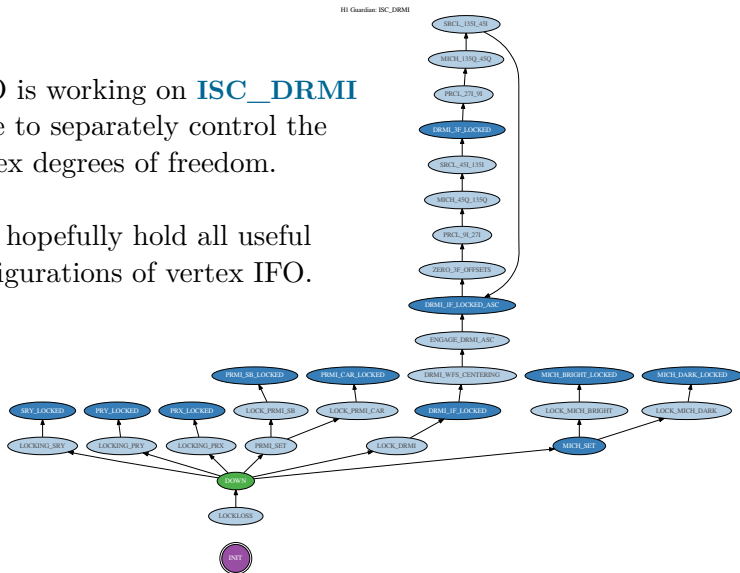 H1 Guardian: ISC_DRMI
SRCL_135I_45I
MICH_135Q_45Q
O is working on ISC_DRMI
PRCL_27I_9I
e to separately control the
DRMI_3F_LOCKED
ex degrees of freedom.
SRCL_45I_135I
MICH_45Q_135Q
hopefully hold all useful
PRCL_9I_27I
igurations of vertex IFO.
ZERO_3F_OFFSETS
DRMI_1F_LOCKED_ASC
ENGAGE_DRMI_ASC
PRMI_SB_LOCKED PRMI_CAR_LOCKED DRMI_WFS_CENTERING MICH_BRIGHT_LOCKED MICH_DARK_LOCKED
SRY_LOCKED PRY_LOCKED PRX_LOCKED LOCK_PRMI_SB LOCK_PRMI_CAR DRMI_1F_LOCKED LOCK_MICH_BRIGHT LOCK_MICH_DARK
LOCKING_SRY LOCKING_PRY LOCKING_PRX PRMI_SET LOCK_DRMI MICH_SET
DOWN
LOCKLOSS
INIT